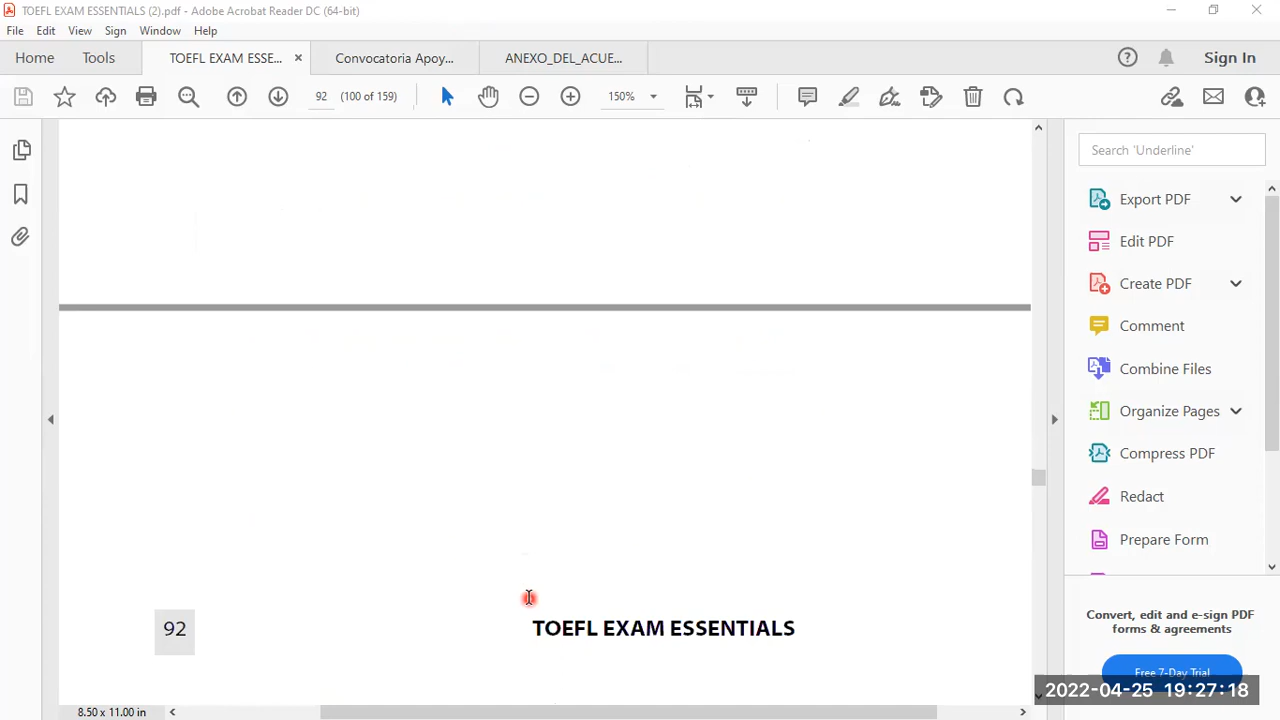 TOEFL EXAM ESSENTIALS (2).pdf - Adobe Acrobat Reader DC (64-bit)
File Edit View Sign Window Help
Home Tools TOEFL EXAM ESSE... × Convocatoria Apoy... ANEXO_DEL_ACUE... Sign In
92 (100 of 159) 150%
Search 'Underline'
Export PDF
Edit PDF
Create PDF
Comment
Combine Files
Organize Pages
Compress PDF
Redact
Prepare Form
Convert, edit and e-sign PDF
forms & agreements
Free 7-Day Trial
92 TOEFL EXAM ESSENTIALS
2022-04-25 19:27:18
8.50 x 11.00 in